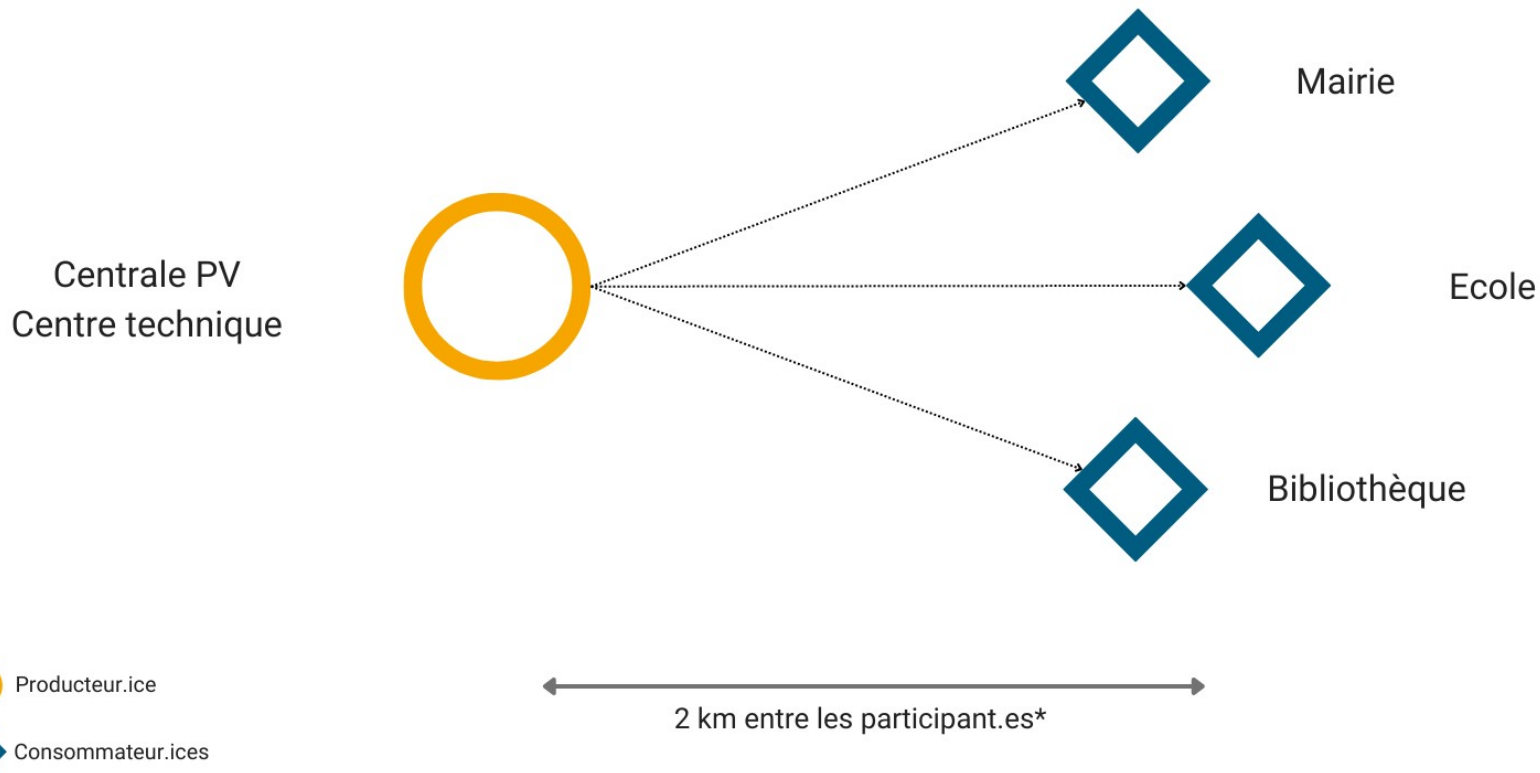 Mairie
Centrale PV
Centre technique
Ecole
Bibliothèque
Producteur.ice
2 km entre les participant.es*
Consommateur.ices